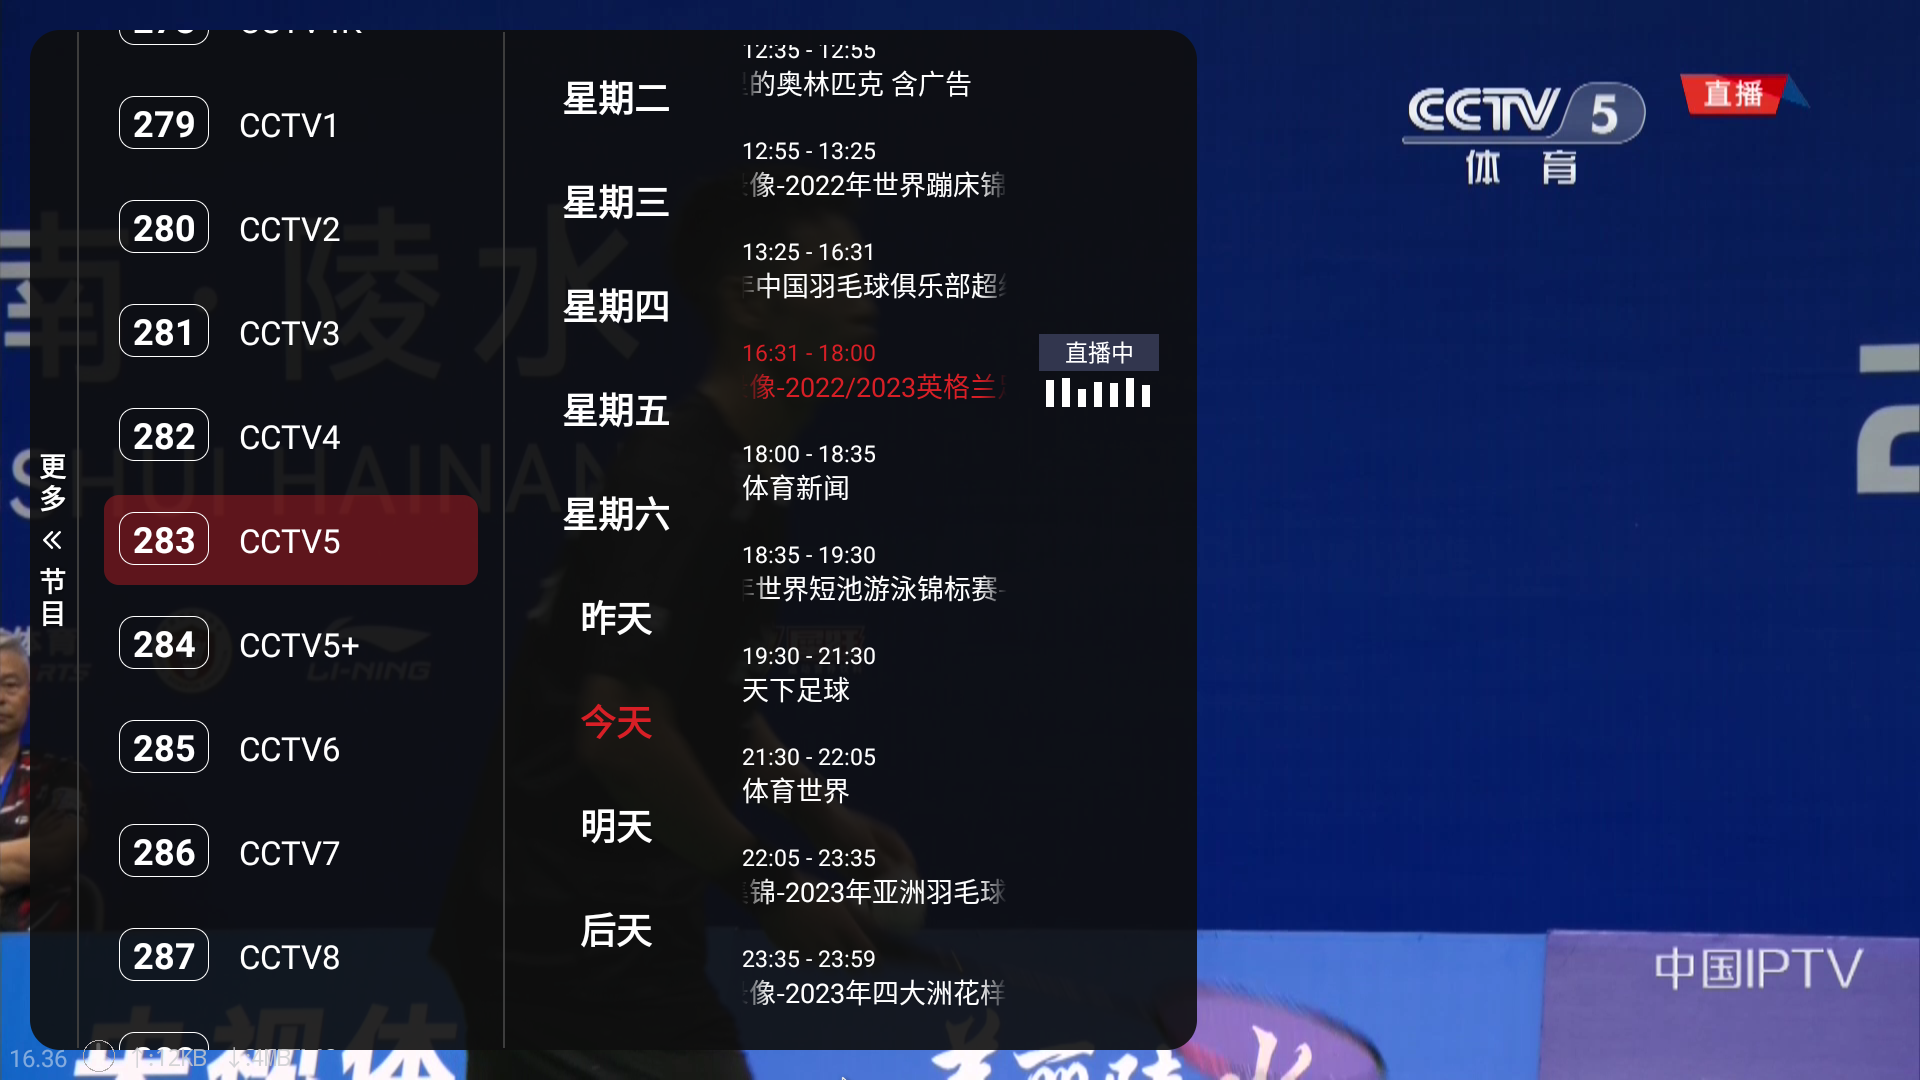 更多
«
节目
279 CCTV1
280 CCTV2
281 CCTV3
282 CCTV4
283 CCTV5
284 CCTV5+
285 CCTV6
286 CCTV7
287 CCTV8
星期二
星期三
星期四
星期五
星期六
昨天
今天
明天
后天
12:35 - 12:55
的奥林匹克 含广告
12:55 - 13:25
像-2022年世界蹦床锦
13:25 - 16:31
中国羽毛球俱乐部超
16:31 - 18:00
像-2022/2023英格兰
直播中
18:00 - 18:35
体育新闻
18:35 - 19:30
世界短池游泳锦标赛-
19:30 - 21:30
天下足球
21:30 - 22:05
体育世界
22:05 - 23:35
锦-2023年亚洲羽毛球
23:35 - 23:59
像-2023年四大洲花样
CCTV 5
体 育
直播
中国IPTV
南·陵水
SHUI HAINAN
LI-NING
16.36